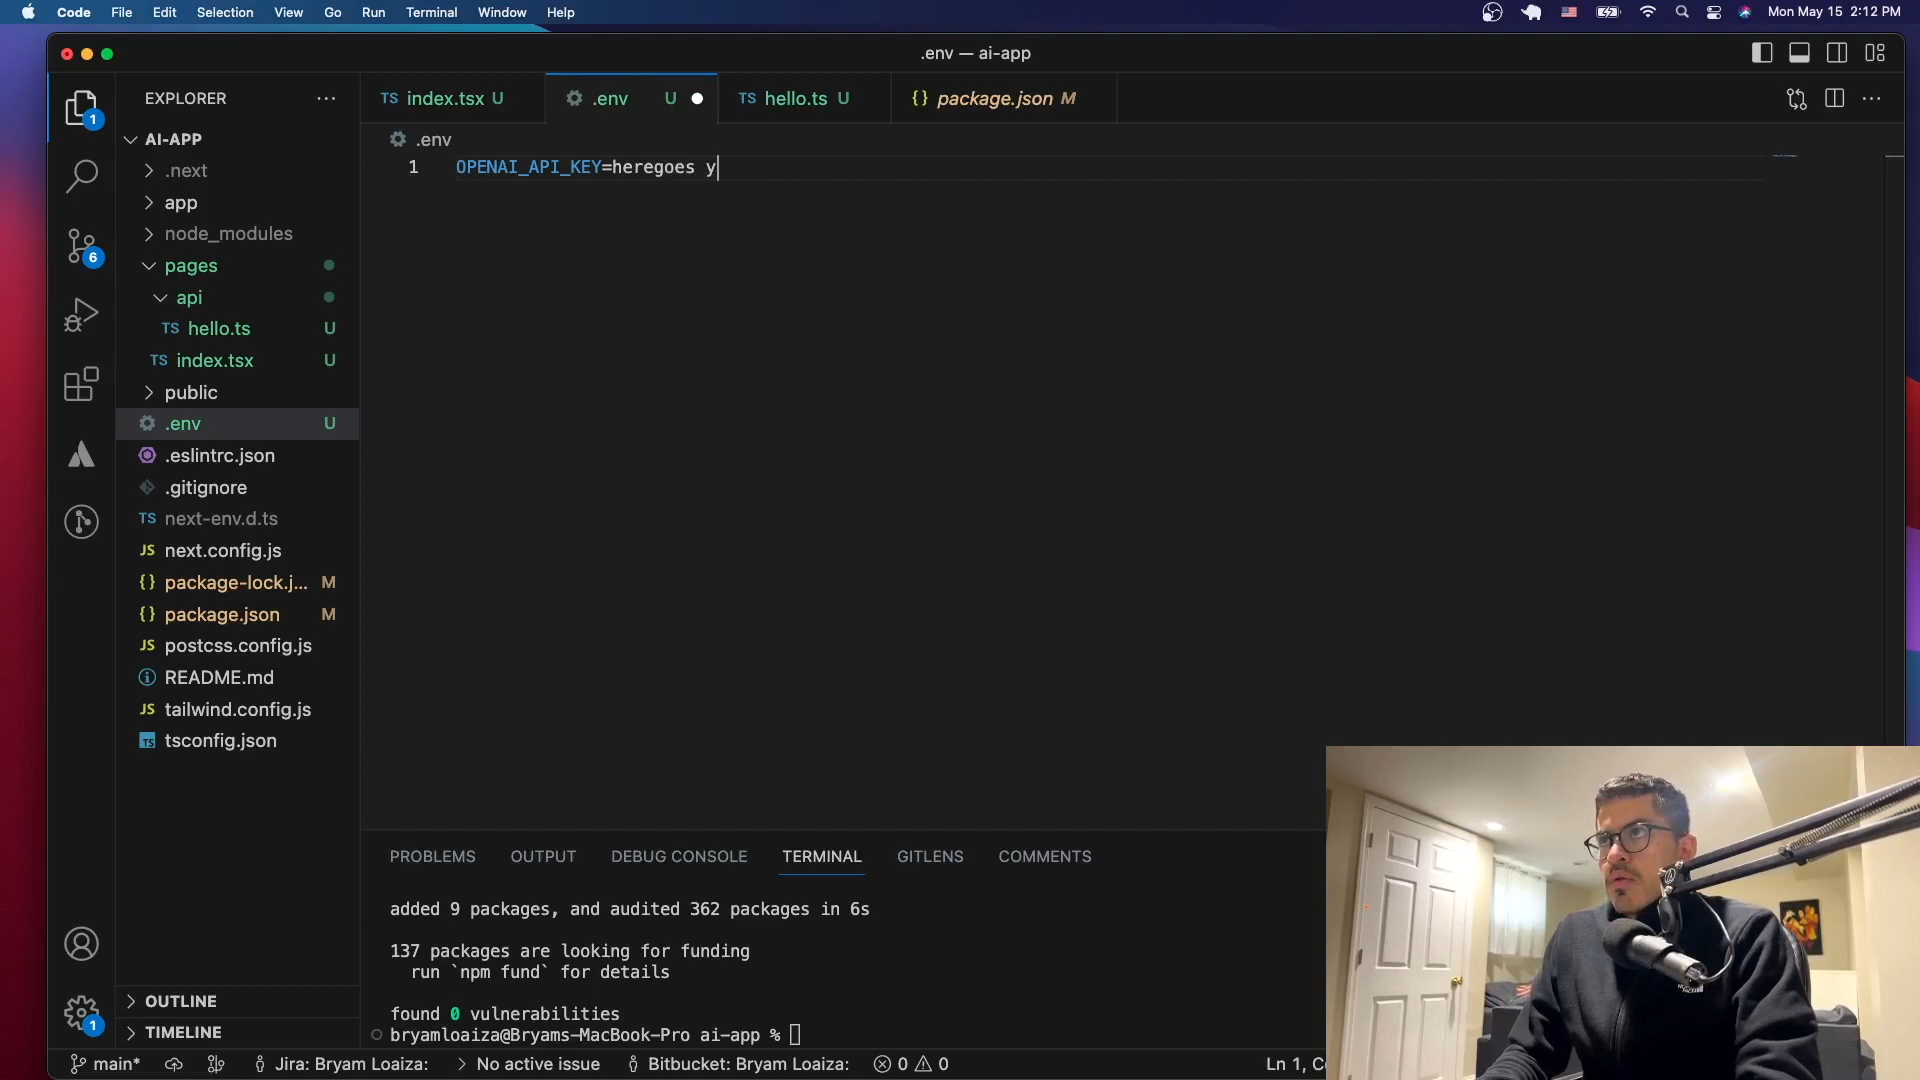 Code File Edit Selection View Go Run Terminal Window Help Mon May 15 2:12 PM
.env — ai-app
EXPLORER
TS index.tsx U
.env U
TS hello.ts U
{} package.json M
1
AI-APP
.env
1 OPENAI_API_KEY=heregoes y
.next
app
node_modules
6
pages
api
TS hello.ts U
TS index.tsx U
public
.env U
.eslintrc.json
.gitignore
TS next-env.d.ts
JS next.config.js
{} package-lock.j... M
{} package.json M
JS postcss.config.js
README.md
JS tailwind.config.js
TS tsconfig.json
PROBLEMS OUTPUT DEBUG CONSOLE TERMINAL GITLENS COMMENTS
added 9 packages, and audited 362 packages in 6s
137 packages are looking for funding
run `npm fund` for details
found 0 vulnerabilities
bryamloaiza@Bryams-MacBook-Pro ai-app %
OUTLINE
1
TIMELINE
main* Jira: Bryam Loaiza: No active issue Bitbucket: Bryam Loaiza: 0 0 Ln 1, C